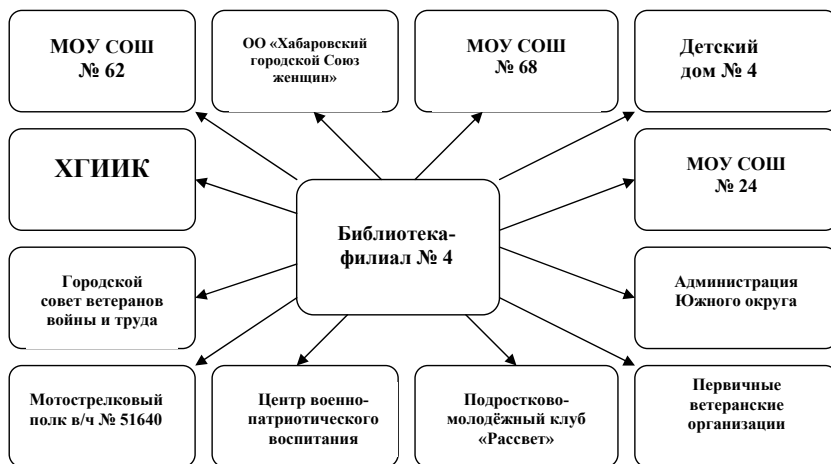 МОУ СОШ
№ 62
ОО «Хабаровский
городской Союз
женщин»
МОУ СОШ
№ 68
Детский
дом № 4
ХГИИК
МОУ СОШ
№ 24
Библиотека-
филиал № 4
Городской
совет ветеранов
войны и труда
Администрация
Южного округа
Мотострелковый
полк в/ч № 51640
Центр военно-
патриотического
воспитания
Подростково-
молодёжный клуб
«Рассвет»
Первичные
ветеранские
организации